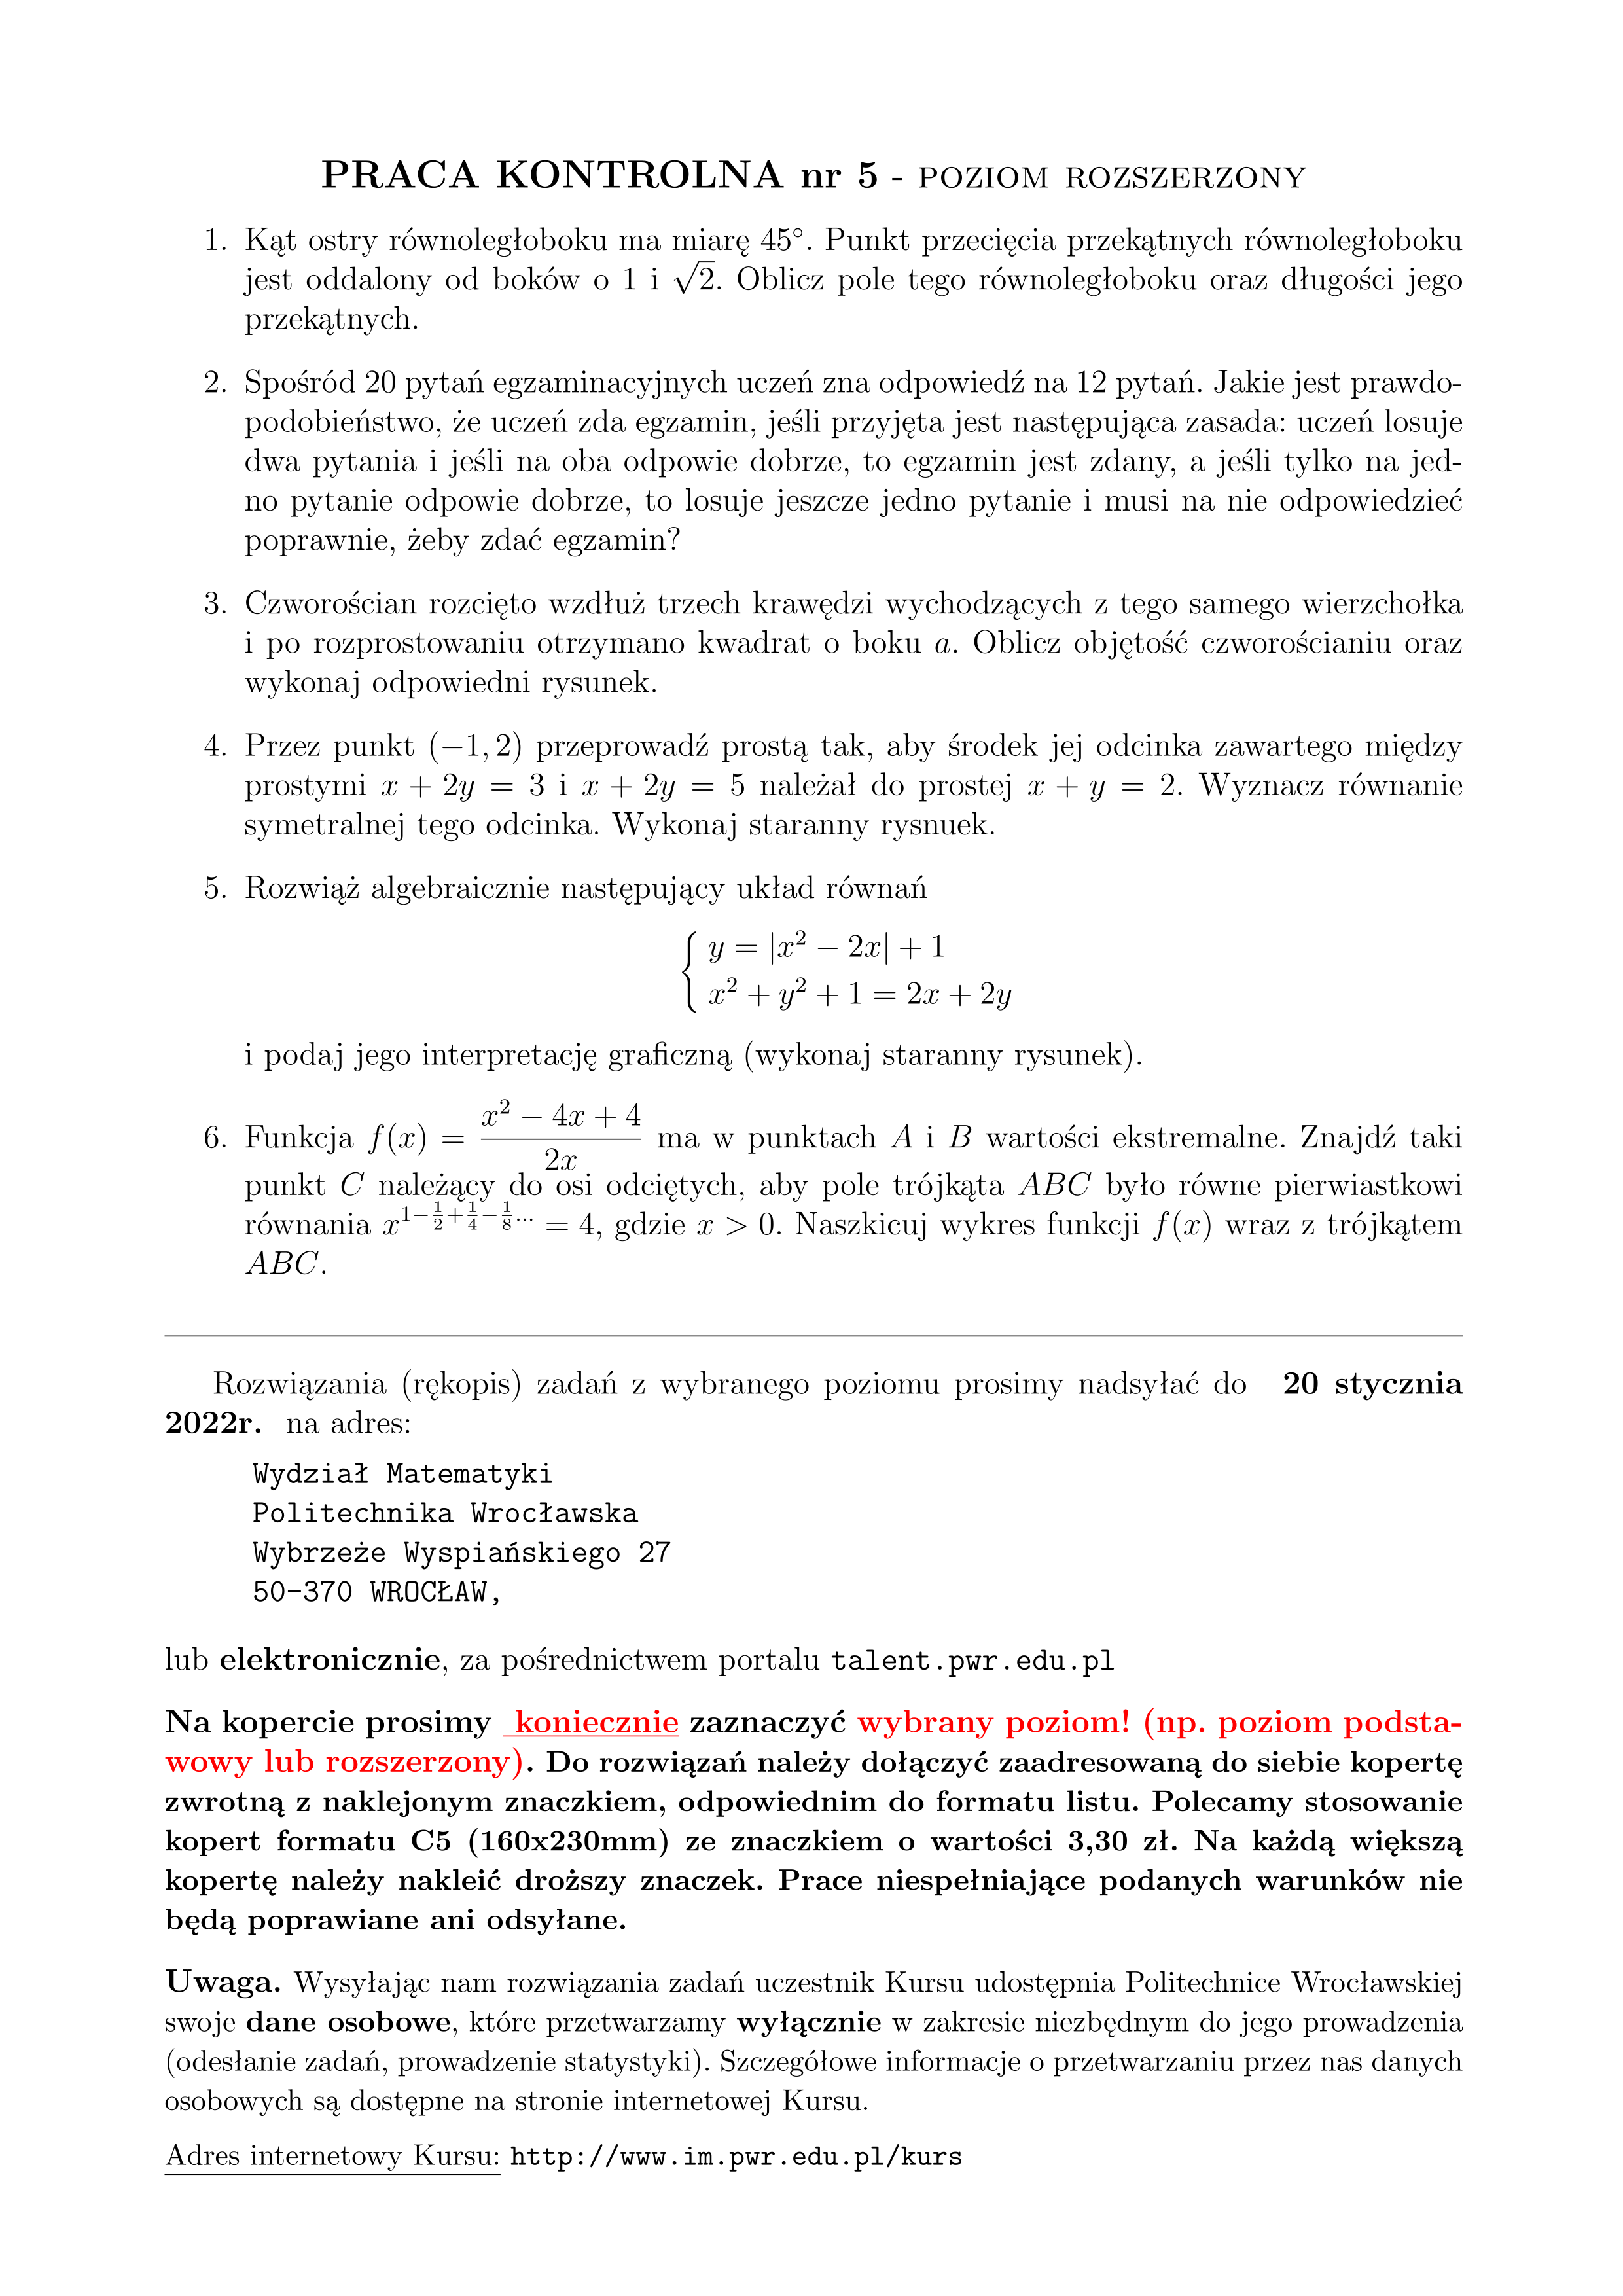 PRACA KONTROLNA nr 5 - POZIOM ROZSZERZONY
1. Kąt ostry równoległoboku ma miarę 45°. Punkt przecięcia przekątnych równoległoboku
jest oddalony od boków o 1 i √2. Oblicz pole tego równoległoboku oraz długości jego
przekątnych.
2. Spośród 20 pytań egzaminacyjnych uczeń zna odpowiedź na 12 pytań. Jakie jest prawdo-
podobieństwo, że uczeń zda egzamin, jeśli przyjęta jest następująca zasada: uczeń losuje
dwa pytania i jeśli na oba odpowie dobrze, to egzamin jest zdany, a jeśli tylko na jed-
no pytanie odpowie dobrze, to losuje jeszcze jedno pytanie i musi na nie odpowiedzieć
poprawnie, żeby zdać egzamin?
3. Czworościan rozcięto wzdłuż trzech krawędzi wychodzących z tego samego wierzchołka
i po rozprostowaniu otrzymano kwadrat o boku a. Oblicz objętość czworościanu oraz
wykonaj odpowiedni rysunek.
4. Przez punkt (−1, 2) przeprowadź prostą tak, aby środek jej odcinka zawartego między
prostymi x + 2y = 3 i x + 2y = 5 należał do prostej x + y = 2. Wyznacz równanie
symetralnej tego odcinka. Wykonaj staranny rysnuek.
5. Rozwiąż algebraicznie następujący układ równań
{ y = |x² − 2x| + 1
x² + y² + 1 = 2x + 2y
i podaj jego interpretację graficzną (wykonaj staranny rysunek).
6. Funkcja f(x) = (x² − 4x + 4)/(2x) ma w punktach A i B wartości ekstremalne. Znajdź taki
punkt C należący do osi odciętych, aby pole trójkąta ABC było równe pierwiastkowi
równania x^(1−1/2+1/4−1/8...) = 4, gdzie x > 0. Naszkicuj wykres funkcji f(x) wraz z trójkątem
ABC.
Rozwiązania (rękopis) zadań z wybranego poziomu prosimy nadsyłać do 20 stycznia
2022r. na adres:
Wydział Matematyki
Politechnika Wrocławska
Wybrzeże Wyspiańskiego 27
50-370 WROCŁAW,
lub elektronicznie, za pośrednictwem portalu talent.pwr.edu.pl
Na kopercie prosimy koniecznie zaznaczyć wybrany poziom! (np. poziom podsta-
wowy lub rozszerzony). Do rozwiązań należy dołączyć zaadresowaną do siebie kopertę
zwrotną z naklejonym znaczkiem, odpowiednim do formatu listu. Polecamy stosowanie
kopert formatu C5 (160x230mm) ze znaczkiem o wartości 3,30 zł. Na każdą większą
kopertę należy nakleić droższy znaczek. Prace niespełniające podanych warunków nie
będą poprawiane ani odsyłane.
Uwaga. Wysyłając nam rozwiązania zadań uczestnik Kursu udostępnia Politechnice Wrocławskiej
swoje dane osobowe, które przetwarzamy wyłącznie w zakresie niezbędnym do jego prowadzenia
(odesłanie zadań, prowadzenie statystyki). Szczegółowe informacje o przetwarzaniu przez nas danych
osobowych są dostępne na stronie internetowej Kursu.
Adres internetowy Kursu: http://www.im.pwr.edu.pl/kurs